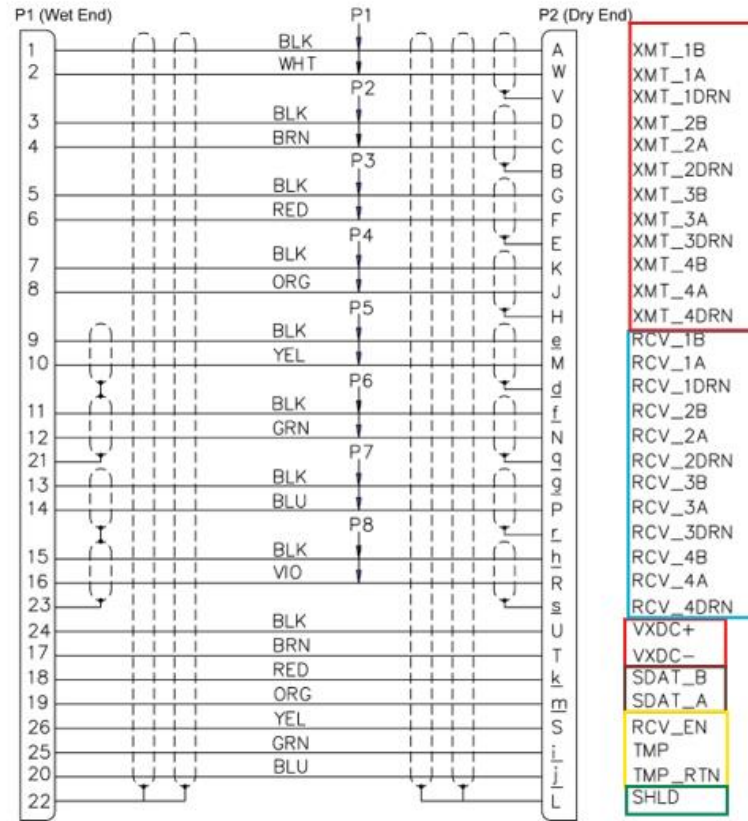 P1 (Wet End) P1 P2 (Dry End)
1 BLK A XMT_1B
2 WHT W XMT_1A
P2 V XMT_1DRN
3 BLK D XMT_2B
4 BRN C XMT_2A
P3 B XMT_2DRN
5 BLK G XMT_3B
6 RED F XMT_3A
P4 E XMT_3DRN
7 BLK K XMT_4B
8 ORG J XMT_4A
P5 H XMT_4DRN
9 BLK e RCV_1B
10 YEL M RCV_1A
P6 d RCV_1DRN
11 BLK f RCV_2B
12 GRN N RCV_2A
21 P7 q RCV_2DRN
13 BLK g RCV_3B
14 BLU P RCV_3A
P8 r RCV_3DRN
15 BLK h RCV_4B
16 VIO R RCV_4A
23 s RCV_4DRN
24 BLK U VXDC+
17 BRN T VXDC-
18 RED k SDAT_B
19 ORG m SDAT_A
26 YEL S RCV_EN
25 GRN i TMP
20 BLU j TMP_RTN
22 L SHLD